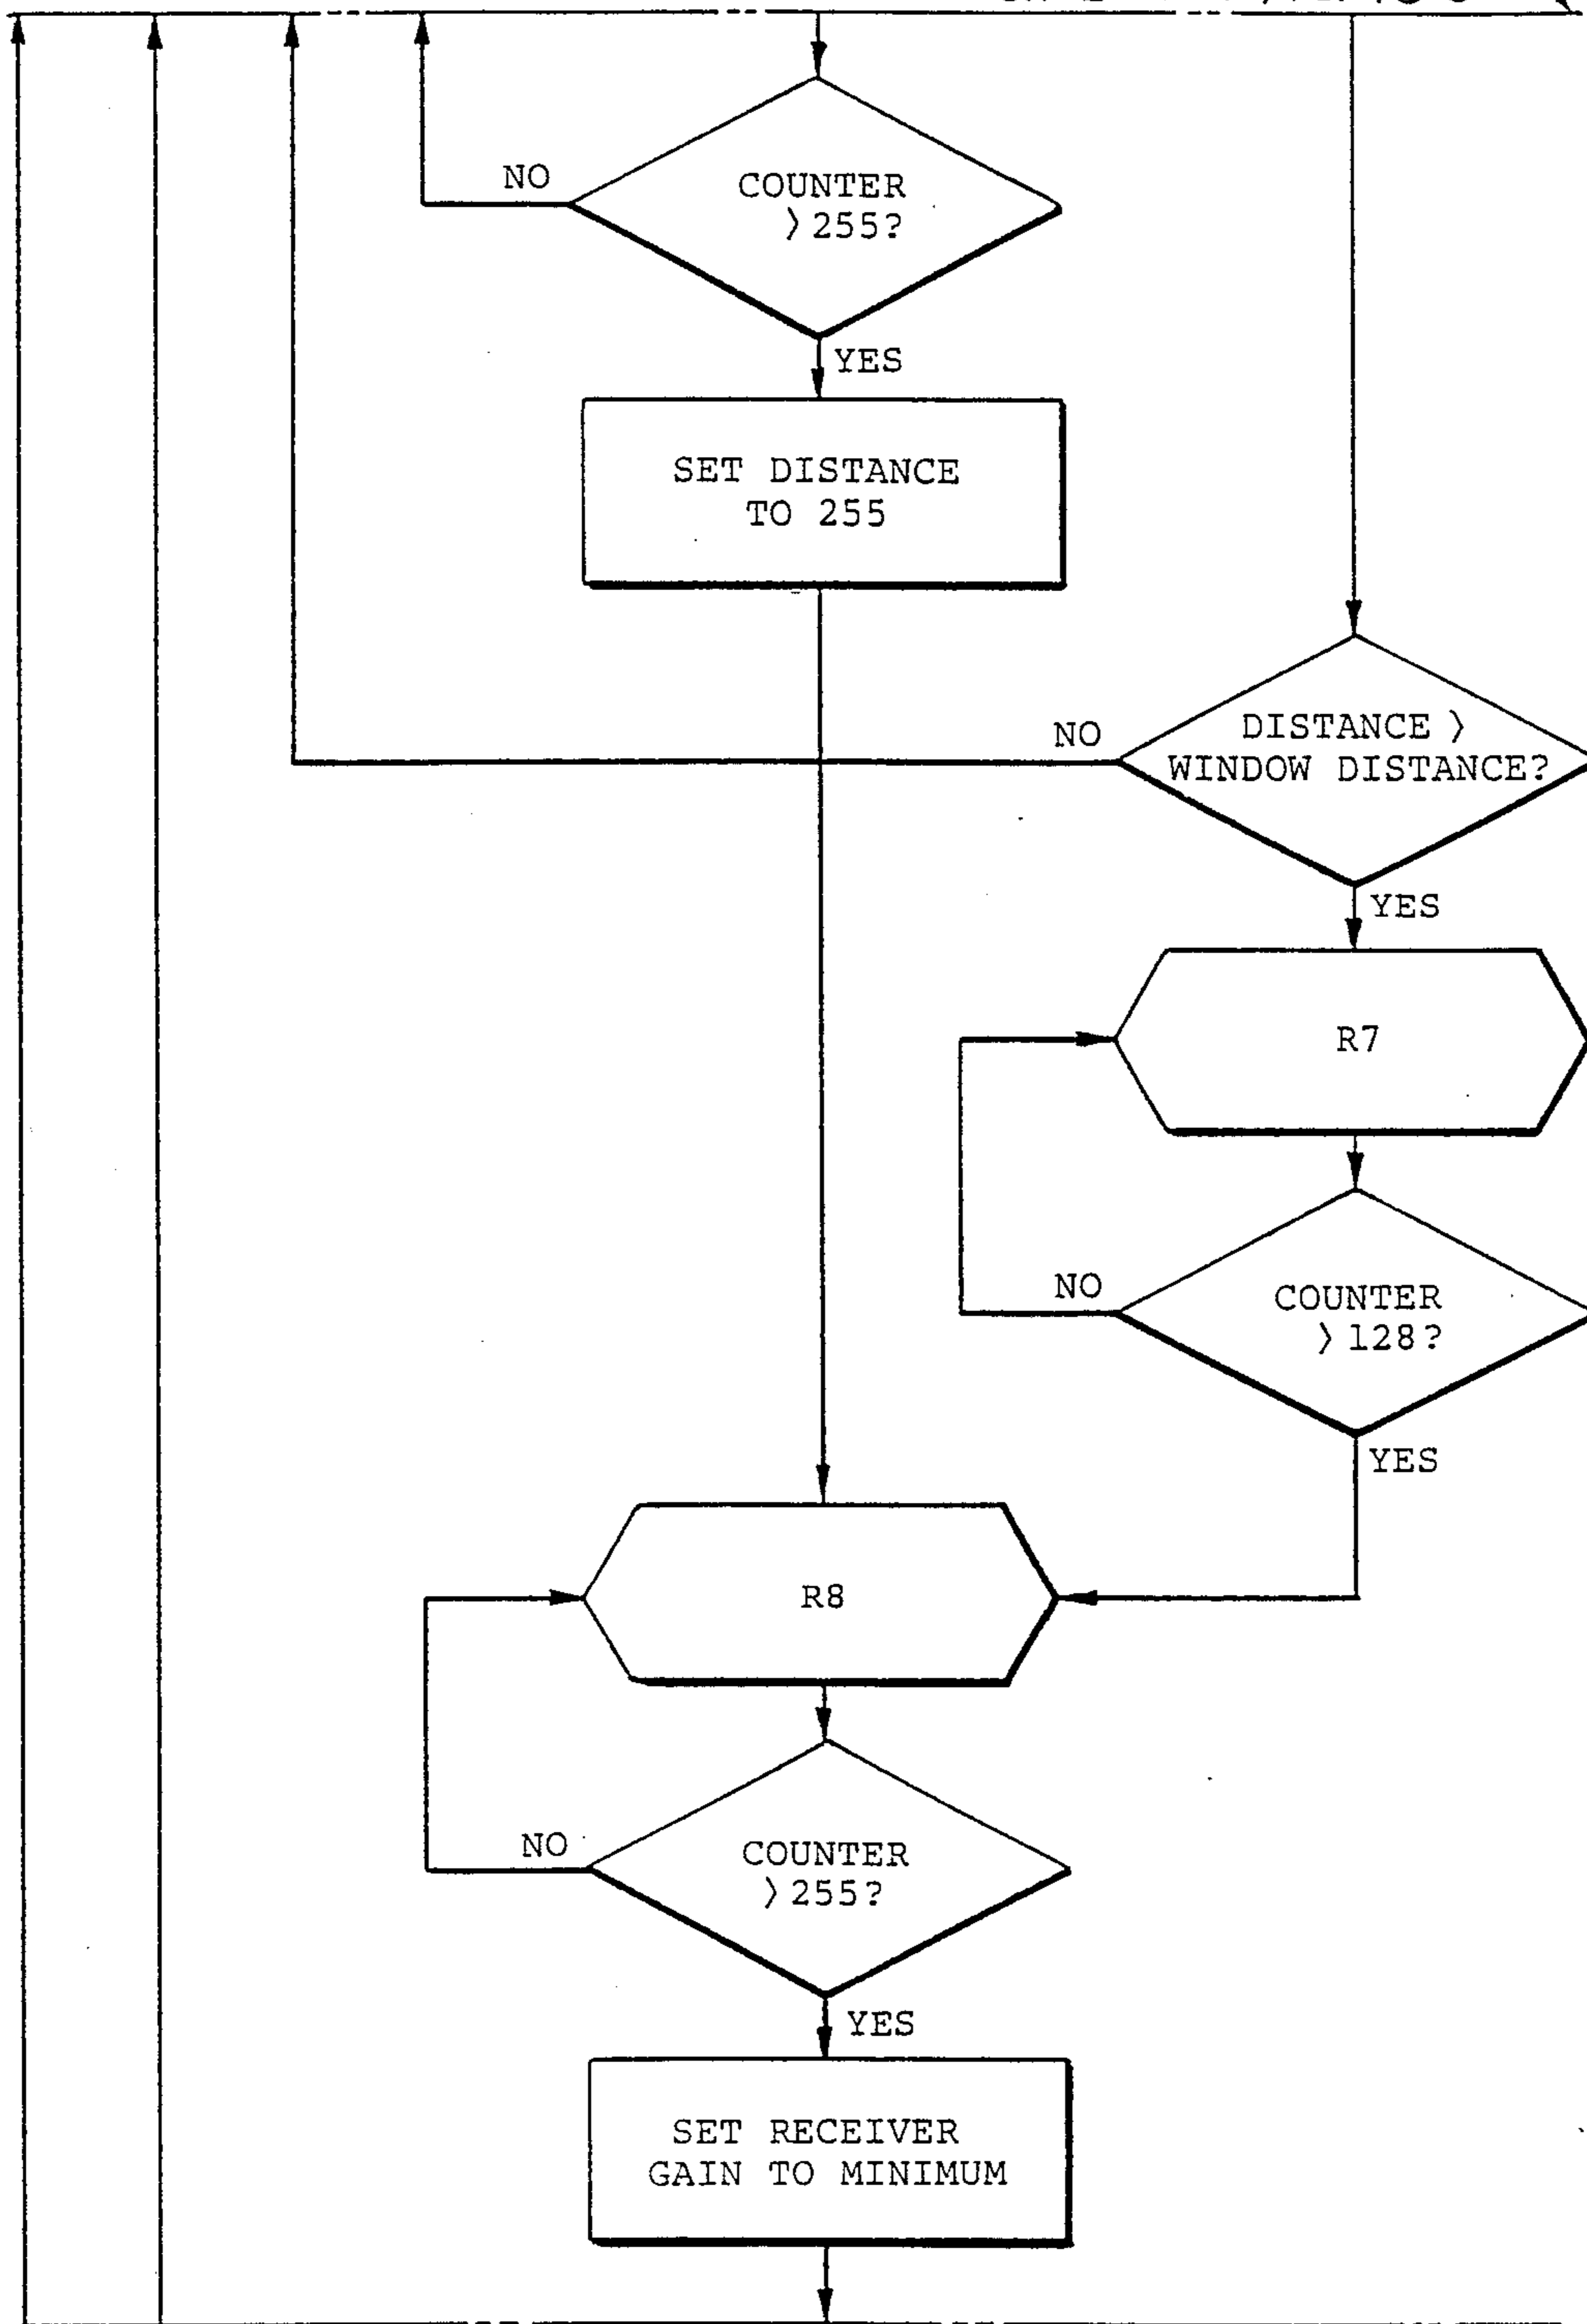 NO
COUNTER
> 255?
YES
SET DISTANCE
TO 255
NO
DISTANCE >
WINDOW DISTANCE?
YES
R7
NO
COUNTER
> 128?
YES
R8
NO
COUNTER
> 255?
YES
SET RECEIVER
GAIN TO MINIMUM